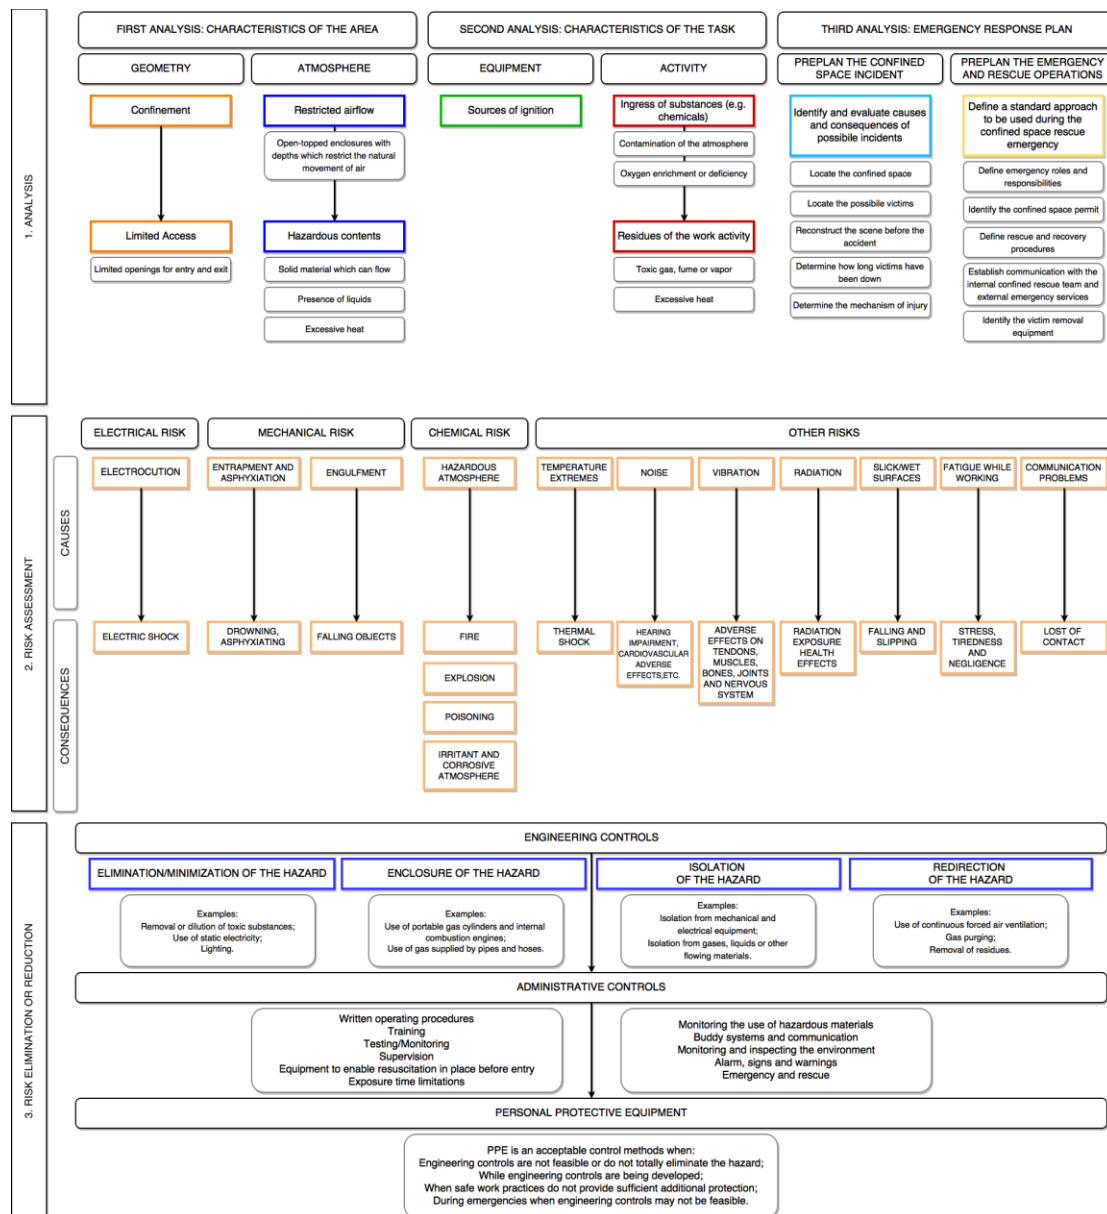 1. ANALYSIS
FIRST ANALYSIS: CHARACTERISTICS OF THE AREA
SECOND ANALYSIS: CHARACTERISTICS OF THE TASK
THIRD ANALYSIS: EMERGENCY RESPONSE PLAN
GEOMETRY
ATMOSPHERE
EQUIPMENT
ACTIVITY
PREPLAN THE CONFINED
SPACE INCIDENT
PREPLAN THE EMERGENCY
AND RESCUE OPERATIONS
Confinement
Limited Access
Limited openings for entry and exit
Restricted airflow
Open-topped enclosures with
depths which restrict the natural
movement of air
Hazardous contents
Solid material which can flow
Presence of liquids
Excessive heat
Sources of ignition
Ingress of substances (e.g.
chemicals)
Contamination of the atmosphere
Oxygen enrichment or deficiency
Residues of the work activity
Toxic gas, fume or vapor
Excessive heat
Identify and evaluate causes
and consequences of
possibile incidents
Locate the confined space
Locate the possibile victims
Reconstruct the scene before the
accident
Determine how long victims have
been down
Determine the mechanism of injury
Define a standard approach
to be used during the
confined space rescue
emergency
Define emergency roles and
responsibilities
Identify the confined space permit
Define rescue and recovery
procedures
Establish communication with the
internal confined rescue team and
external emergency services
Identify the victim removal
equipment
2. RISK ASSESSMENT
ELECTRICAL RISK
MECHANICAL RISK
CHEMICAL RISK
OTHER RISKS
CAUSES
ELECTROCUTION
ENTRAPMENT AND
ASPHYXIATION
ENGULFMENT
HAZARDOUS
ATMOSPHERE
TEMPERATURE
EXTREMES
NOISE
VIBRATION
RADIATION
SLICK/WET
SURFACES
FATIGUE WHILE
WORKING
COMMUNICATION
PROBLEMS
CONSEQUENCES
ELECTRIC SHOCK
DROWNING,
ASPHYXIATING
FALLING OBJECTS
FIRE
EXPLOSION
POISONING
IRRITANT AND
CORROSIVE
ATMOSPHERE
THERMAL
SHOCK
HEARING
IMPAIRMENT,
CARDIOVASCULAR
ADVERSE
EFFECTS,ETC.
ADVERSE
EFFECTS ON
TENDONS,
MUSCLES,
BONES, JOINTS
AND NERVOUS
SYSTEM
RADIATION
EXPOSURE
HEALTH
EFFECTS
FALLING AND
SLIPPING
STRESS,
TIREDNESS
AND
NEGLIGENCE
LOST OF
CONTACT
3. RISK ELIMINATION OR REDUCTION
ENGINEERING CONTROLS
ELIMINATION/MINIMIZATION OF THE HAZARD
ENCLOSURE OF THE HAZARD
ISOLATION
OF THE HAZARD
REDIRECTION
OF THE HAZARD
Examples:
Removal or dilution of toxic substances;
Use of static electricity;
Lighting.
Examples:
Use of portable gas cylinders and internal
combustion engines;
Use of gas supplied by pipes and hoses.
Examples:
Isolation from mechanical and
electrical equipment;
Isolation from gases, liquids or other
flowing materials.
Examples:
Use of continuous forced air ventilation;
Gas purging;
Removal of residues.
ADMINISTRATIVE CONTROLS
Written operating procedures
Training
Testing/Monitoring
Supervision
Equipment to enable resuscitation in place before entry
Exposure time limitations
Monitoring the use of hazardous materials
Buddy systems and communication
Monitoring and inspecting the environment
Alarm, signs and warnings
Emergency and rescue
PERSONAL PROTECTIVE EQUIPMENT
PPE is an acceptable control methods when:
Engineering controls are not feasible or do not totally eliminate the hazard;
While engineering controls are being developed;
When safe work practices do not provide sufficient additional protection;
During emergencies when engineering controls may not be feasible.